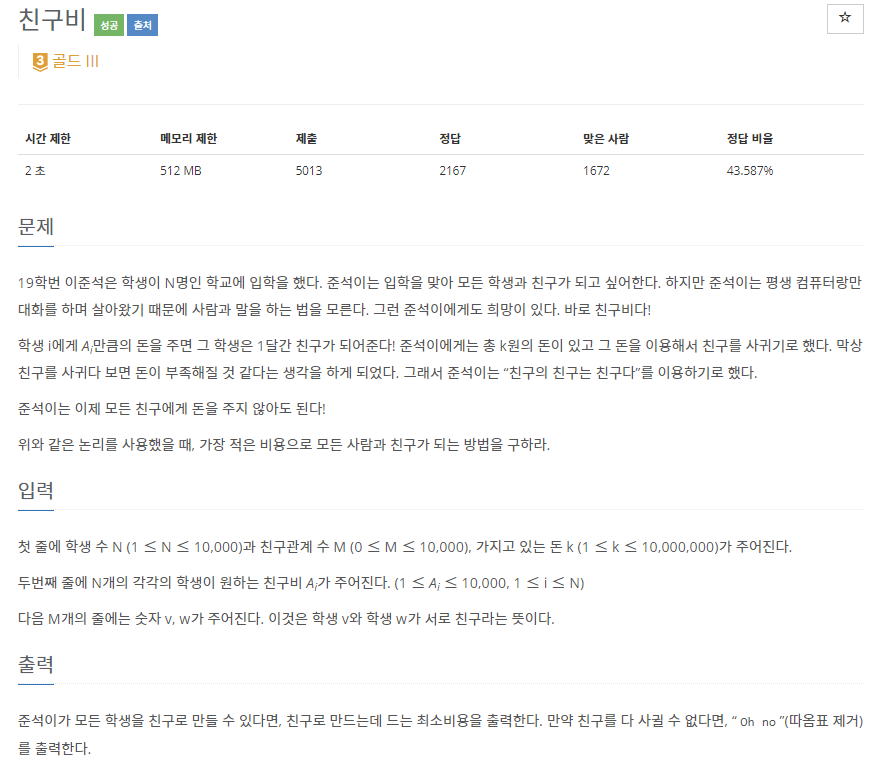 친구비 성공 출처
☆
3 골드 III
시간 제한 메모리 제한 제출 정답 맞은 사람 정답 비율
2 초 512 MB 5013 2167 1672 43.587%
문제
19학번 이준석은 학생이 N명인 학교에 입학을 했다. 준석이는 입학을 맞아 모든 학생과 친구가 되고 싶어한다. 하지만 준석이는 평생 컴퓨터랑만
대화를 하며 살아왔기 때문에 사람과 말을 하는 법을 모른다. 그런 준석이에게도 희망이 있다. 바로 친구비다!
학생 i에게 Aᵢ만큼의 돈을 주면 그 학생은 1달간 친구가 되어준다! 준석이에게는 총 k원의 돈이 있고 그 돈을 이용해서 친구를 사귀기로 했다. 막상
친구를 사귀다 보면 돈이 부족해질 것 같다는 생각을 하게 되었다. 그래서 준석이는 “친구의 친구는 친구다”를 이용하기로 했다.
준석이는 이제 모든 친구에게 돈을 주지 않아도 된다!
위와 같은 논리를 사용했을 때, 가장 적은 비용으로 모든 사람과 친구가 되는 방법을 구하라.
입력
첫 줄에 학생 수 N (1 ≤ N ≤ 10,000)과 친구관계 수 M (0 ≤ M ≤ 10,000), 가지고 있는 돈 k (1 ≤ k ≤ 10,000,000)가 주어진다.
두번째 줄에 N개의 각각의 학생이 원하는 친구비 Aᵢ가 주어진다. (1 ≤ Aᵢ ≤ 10,000, 1 ≤ i ≤ N)
다음 M개의 줄에는 숫자 v, w가 주어진다. 이것은 학생 v와 학생 w가 서로 친구라는 뜻이다.
출력
준석이가 모든 학생을 친구로 만들 수 있다면, 친구로 만드는데 드는 최소비용을 출력한다. 만약 친구를 다 사귈 수 없다면, “Oh no”(따옴표 제거)
를 출력한다.